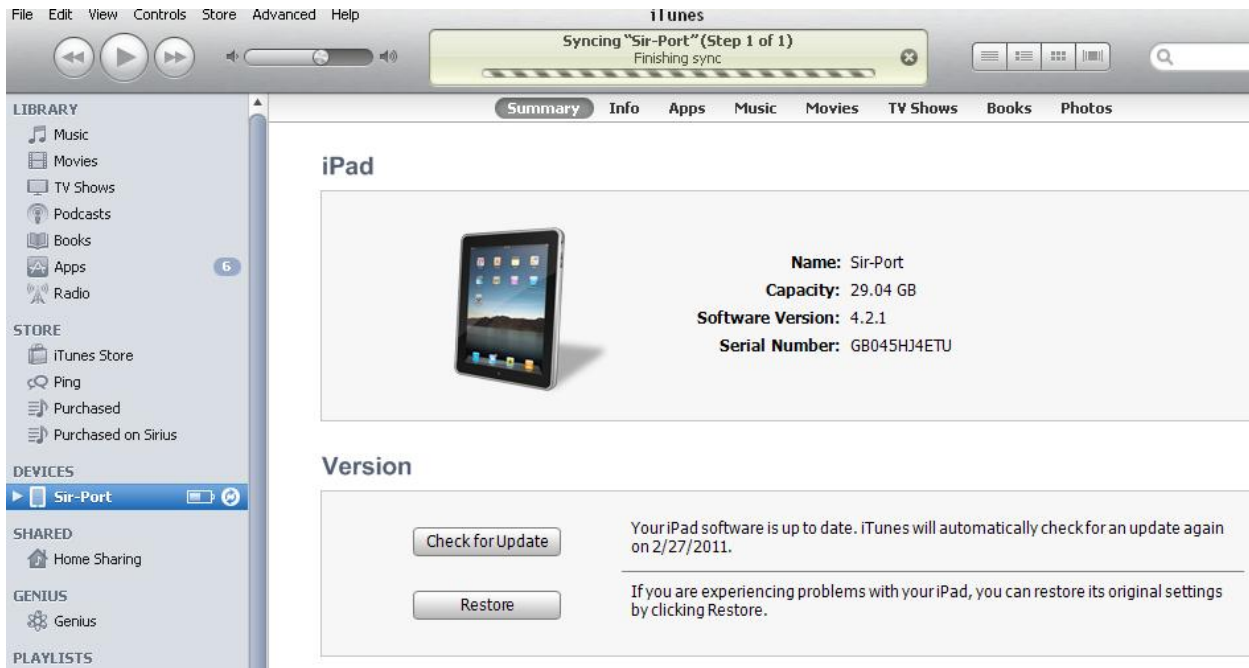 File Edit View Controls Store Advanced Help
iTunes
Syncing "Sir-Port" (Step 1 of 1)
Finishing sync
LIBRARY
Music
Movies
TV Shows
Podcasts
Books
Apps 6
Radio
STORE
iTunes Store
Ping
Purchased
Purchased on Sirius
DEVICES
Sir-Port
SHARED
Home Sharing
GENIUS
Genius
PLAYLISTS
Summary Info Apps Music Movies TV Shows Books Photos
iPad
Name: Sir-Port
Capacity: 29.04 GB
Software Version: 4.2.1
Serial Number: GB045HJ4ETU
Version
Check for Update
Your iPad software is up to date. iTunes will automatically check for an update again
on 2/27/2011.
Restore
If you are experiencing problems with your iPad, you can restore its original settings
by clicking Restore.